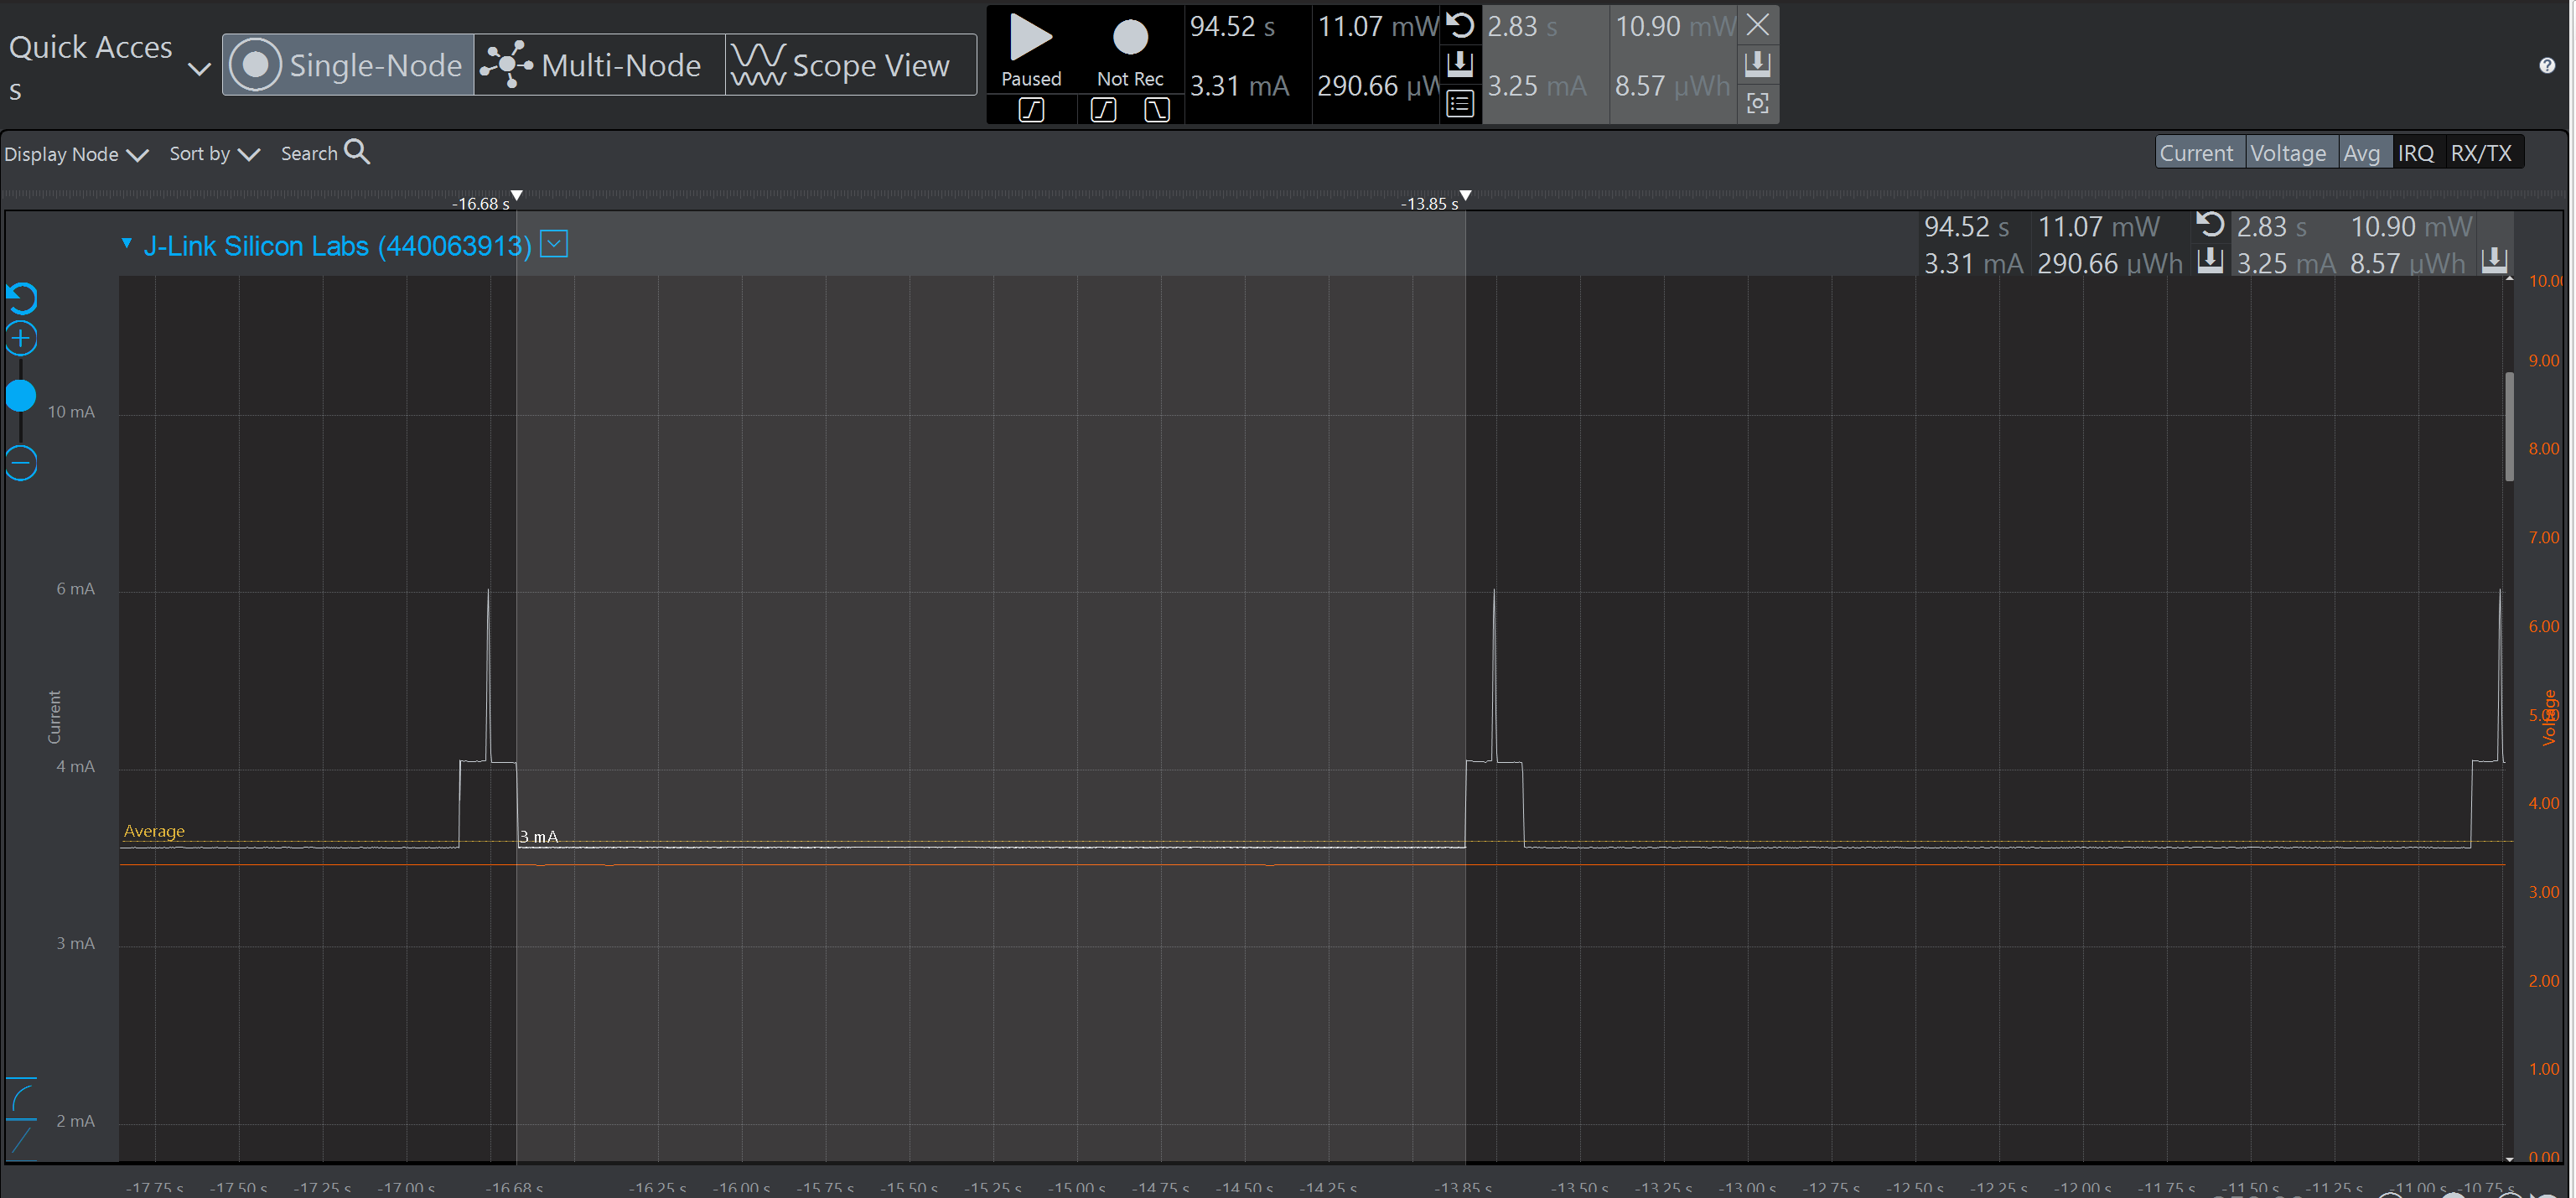 Quick Acces
s
Single-Node Multi-Node Scope View
Paused Not Rec
94.52 s 11.07 mW 2.83 s 10.90 mW
3.31 mA 290.66 µW 3.25 mA 8.57 µWh
Display Node Sort by Search
Current Voltage Avg IRQ RX/TX
-16.68 s -13.85 s
J-Link Silicon Labs (440063913)
94.52 s 11.07 mW 2.83 s 10.90 mW
3.31 mA 290.66 µWh 3.25 mA 8.57 µWh
10.00
9.00
10 mA
8.00
7.00
6 mA
6.00
Current
5.00
Voltage
4 mA
4.00
Average
3 mA
3.00
3 mA
2.00
1.00
2 mA
0.00
-17.75 s -17.50 s -17.25 s -17.00 s -16.68 s -16.25 s -16.00 s -15.75 s -15.50 s -15.25 s -15.00 s -14.75 s -14.50 s -14.25 s -13.85 s -13.50 s -13.25 s -13.00 s -12.75 s -12.50 s -12.25 s -12.00 s -11.75 s -11.50 s -11.25 s -11.00 s -10.75 s